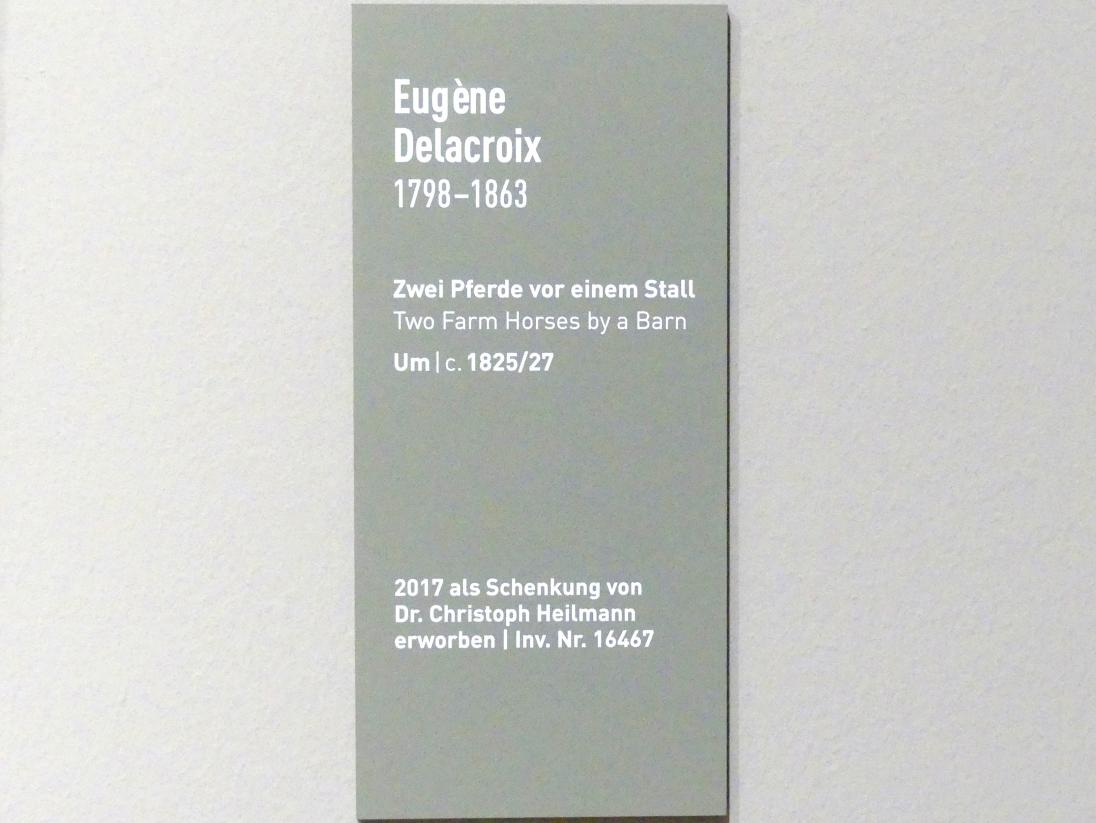 Eugène
Delacroix
1798–1863
Zwei Pferde vor einem Stall
Two Farm Horses by a Barn
Um | c. 1825/27
2017 als Schenkung von
Dr. Christoph Heilmann
erworben | Inv. Nr. 16467